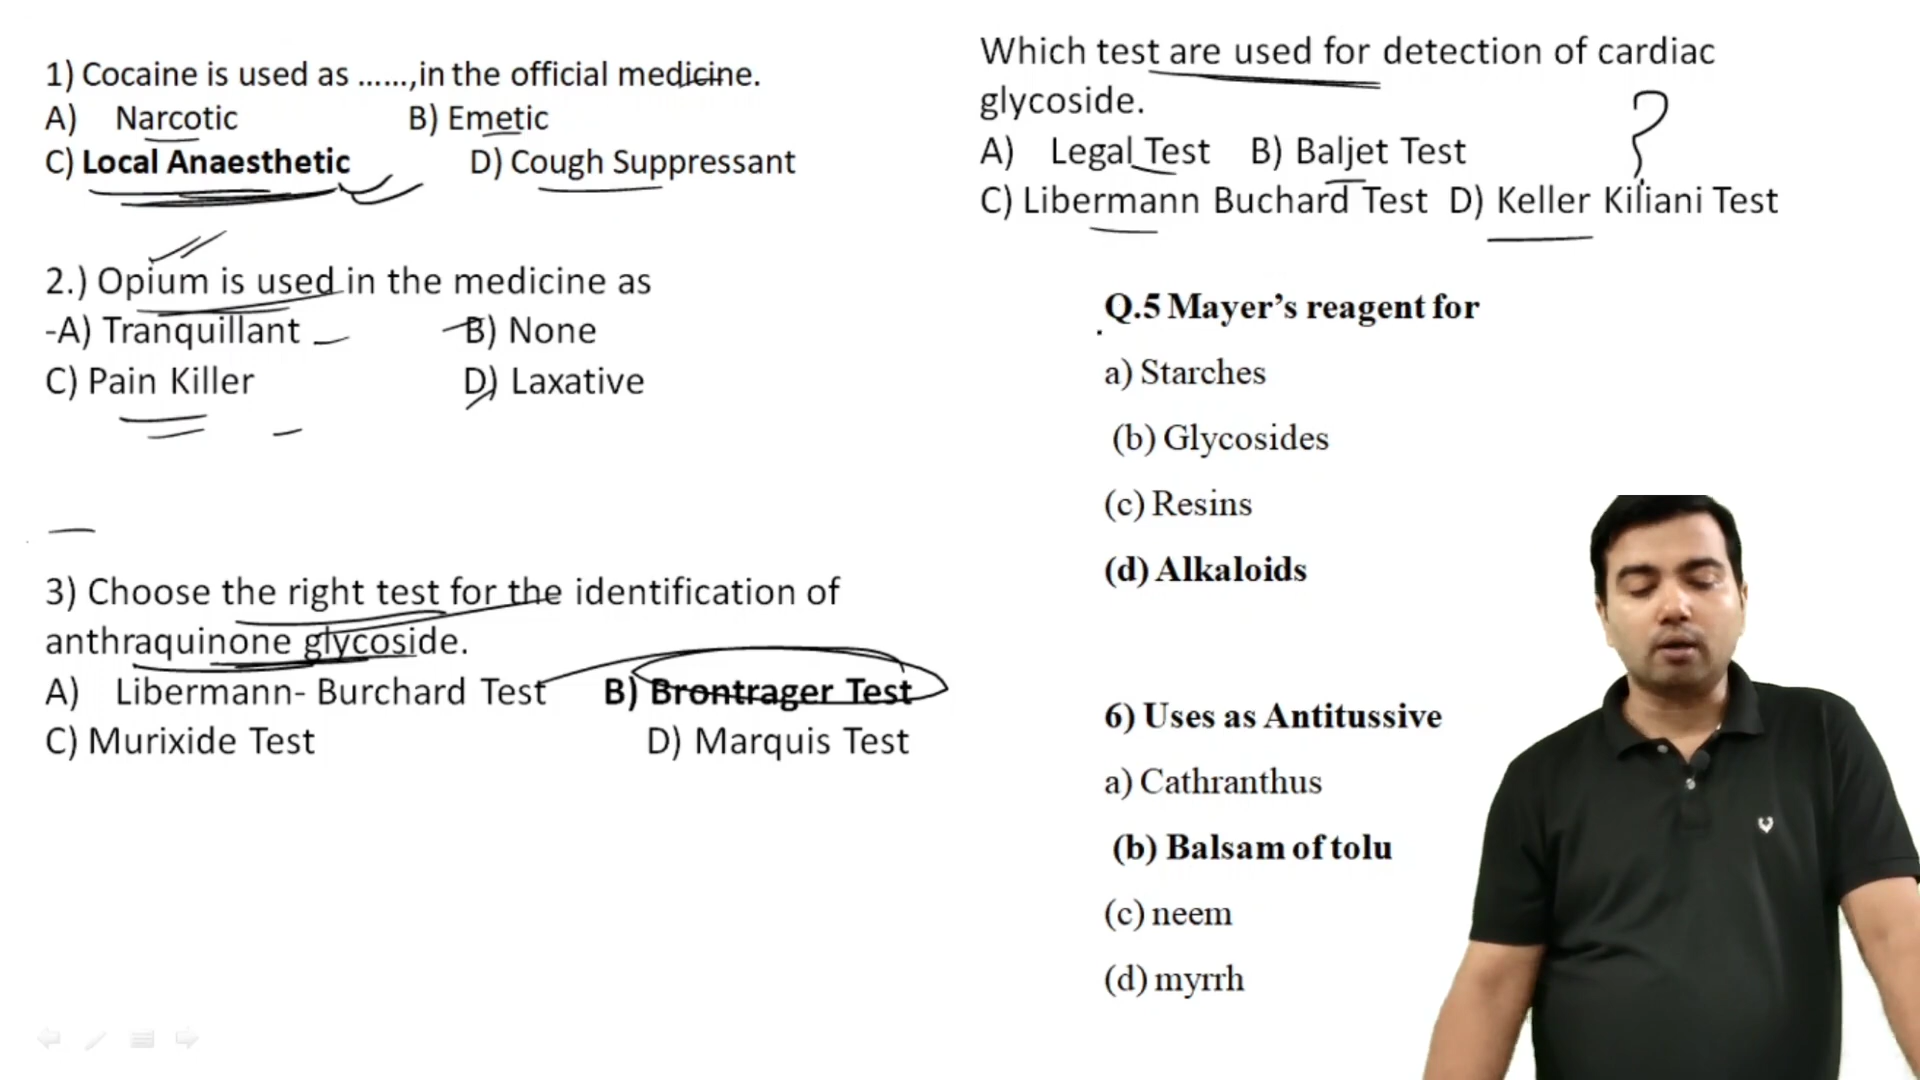 1) Cocaine is used as ......,in the official medicine.
A) Narcotic B) Emetic
C) Local Anaesthetic D) Cough Suppressant
2.) Opium is used in the medicine as
-A) Tranquillant B) None
C) Pain Killer D) Laxative
3) Choose the right test for the identification of
anthraquinone glycoside.
A) Libermann- Burchard Test B) Brontrager Test
C) Murixide Test D) Marquis Test
Which test are used for detection of cardiac
glycoside.
A) Legal Test B) Baljet Test
C) Libermann Buchard Test D) Keller Kiliani Test
?
Q.5 Mayer's reagent for
a) Starches
(b) Glycosides
(c) Resins
(d) Alkaloids
6) Uses as Antitussive
a) Cathranthus
(b) Balsam of tolu
(c) neem
(d) myrrh